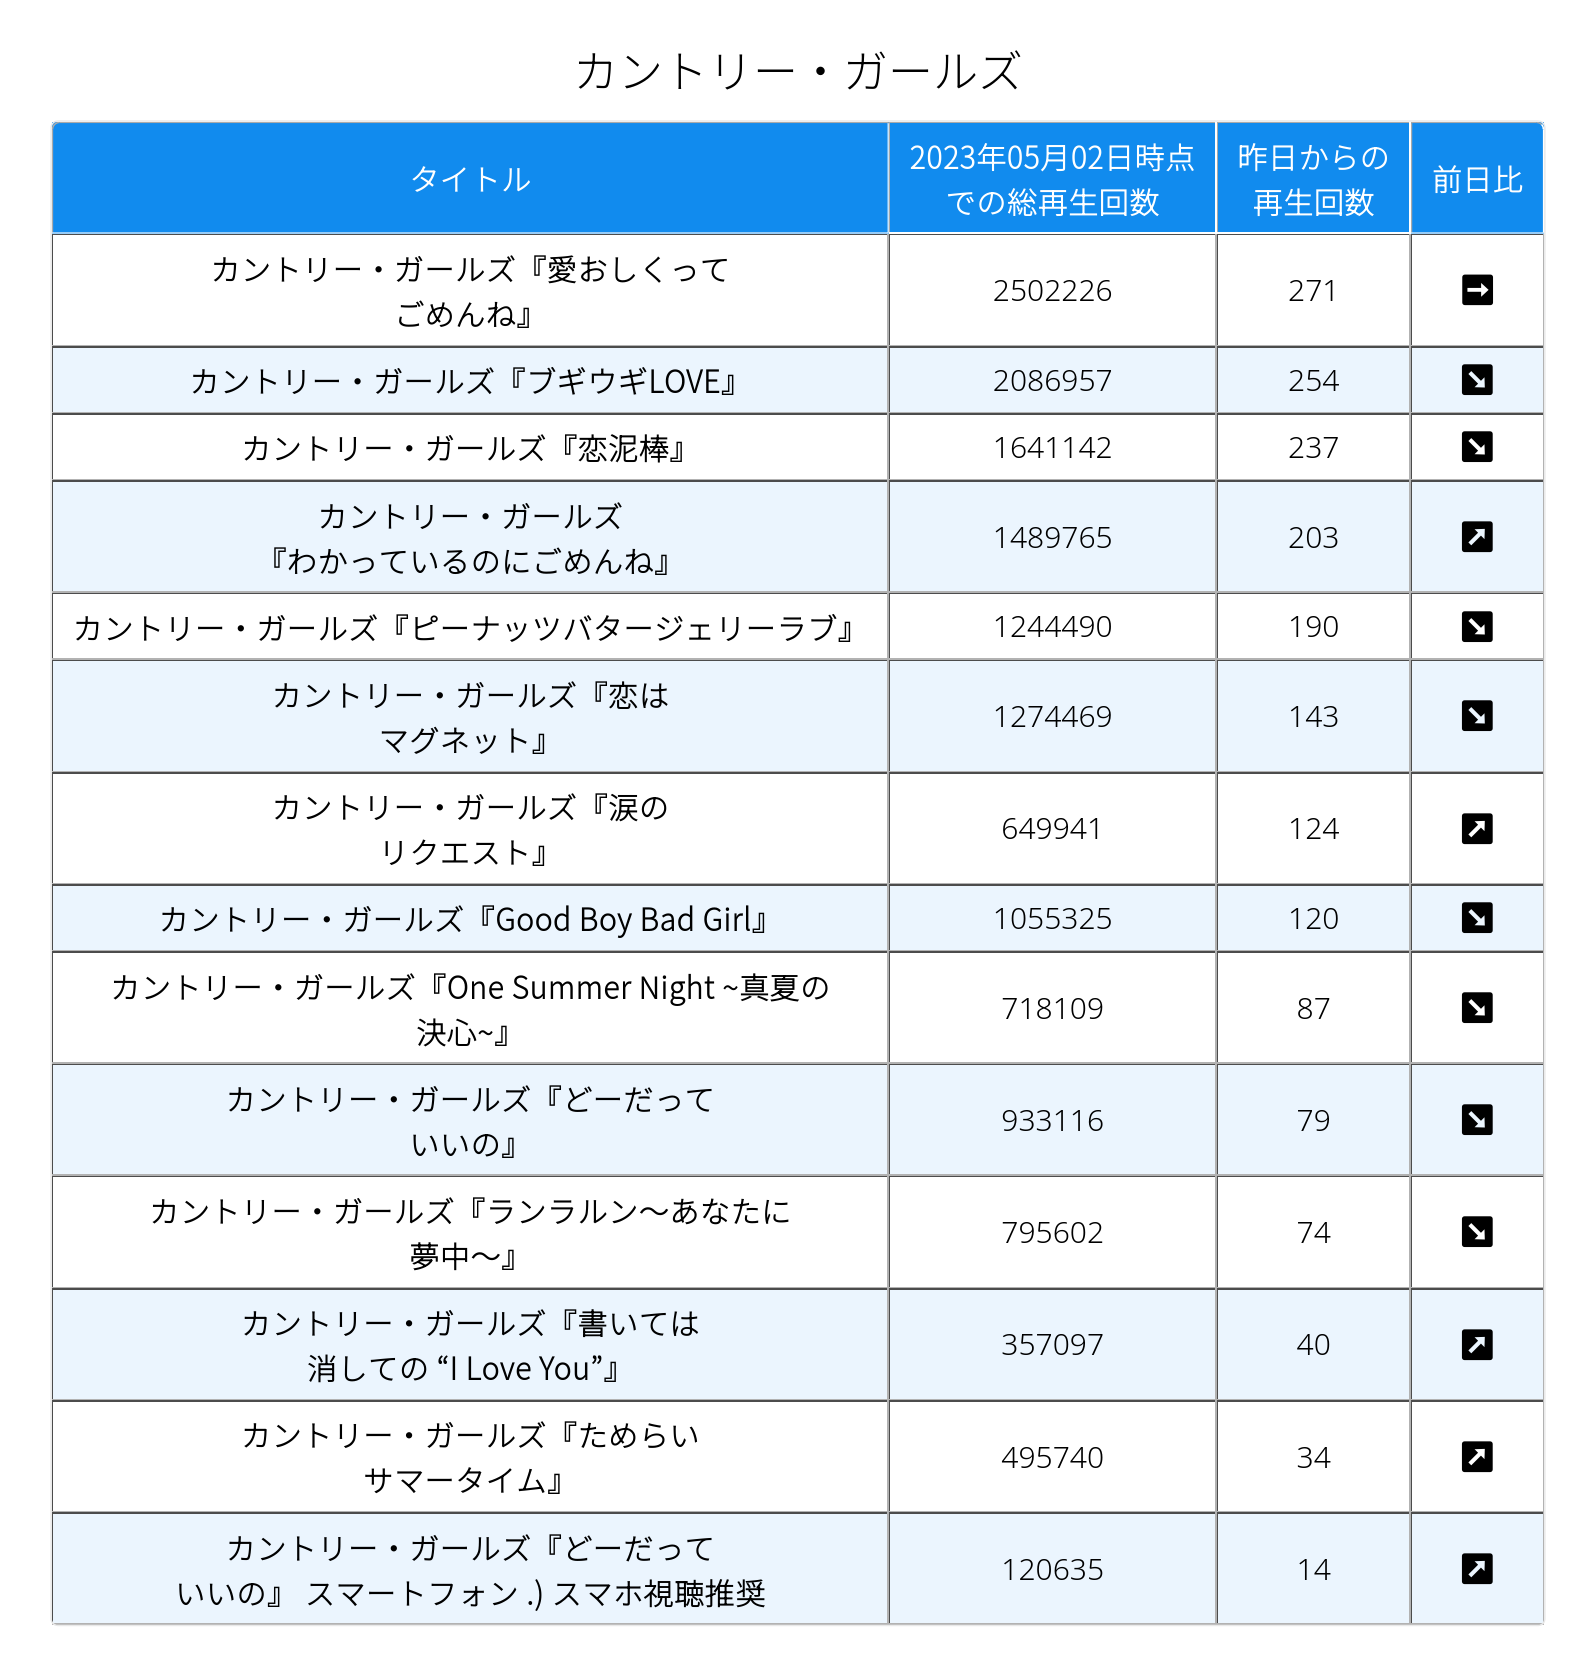 カントリー・ガールズ
タイトル
2023年05月02日時点
での総再生回数
昨日からの
再生回数
前日比
カントリー・ガールズ『愛おしくって
ごめんね』
2502226
271
カントリー・ガールズ『ブギウギLOVE』
2086957
254
カントリー・ガールズ『恋泥棒』
1641142
237
カントリー・ガールズ
『わかっているのにごめんね』
1489765
203
カントリー・ガールズ『ピーナッツバタージェリーラブ』
1244490
190
カントリー・ガールズ『恋は
マグネット』
1274469
143
カントリー・ガールズ『涙の
リクエスト』
649941
124
カントリー・ガールズ『Good Boy Bad Girl』
1055325
120
カントリー・ガールズ『One Summer Night ~真夏の
決心~』
718109
87
カントリー・ガールズ『どーだって
いいの』
933116
79
カントリー・ガールズ『ランラルン〜あなたに
夢中〜』
795602
74
カントリー・ガールズ『書いては
消しての “I Love You”』
357097
40
カントリー・ガールズ『ためらい
サマータイム』
495740
34
カントリー・ガールズ『どーだって
いいの』 スマートフォン .) スマホ視聴推奨
120635
14